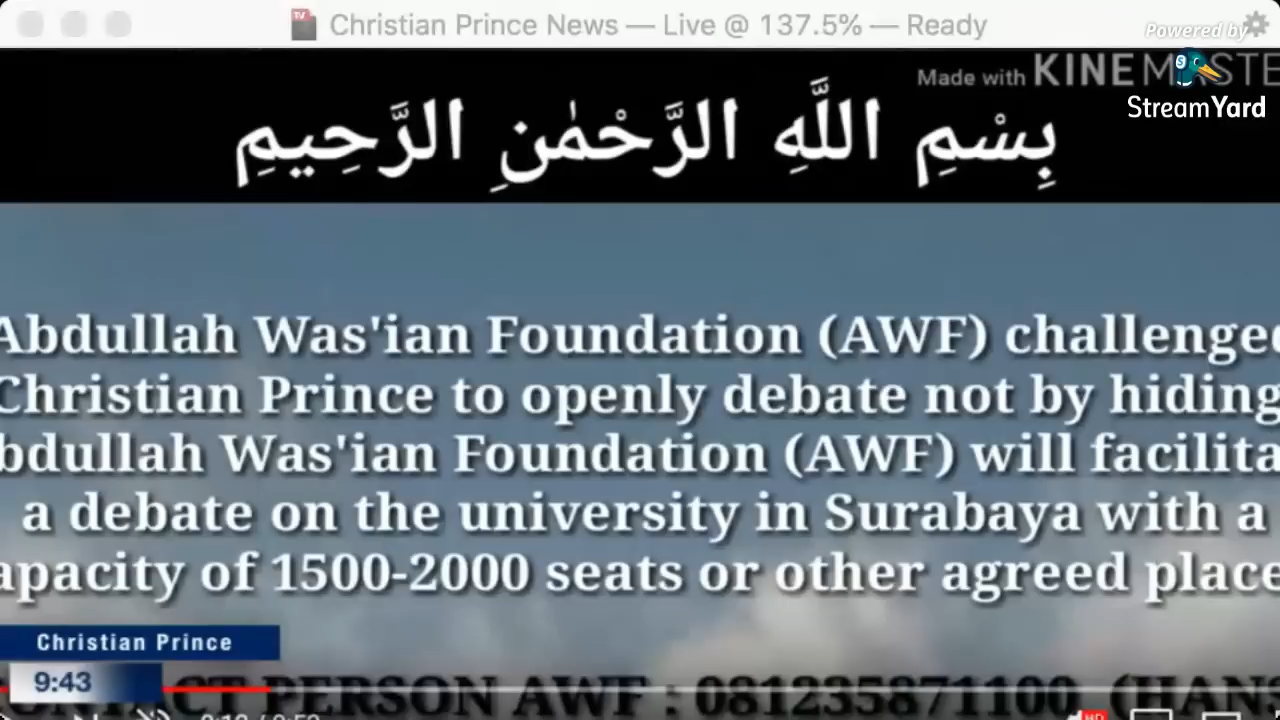 Christian Prince News — Live @ 137.5% — Ready
Powered by
Made with KINEMASTE
StreamYard
بِسْمِ اللَّهِ الرَّحْمٰنِ الرَّحِيمِ
Abdullah Was'ian Foundation (AWF) challenged
Christian Prince to openly debate not by hiding
bdullah Was'ian Foundation (AWF) will facilita
a debate on the university in Surabaya with a
apacity of 1500-2000 seats or other agreed place
Christian Prince
9:43
PERSON AWF : 081235871100 (HANS
HD